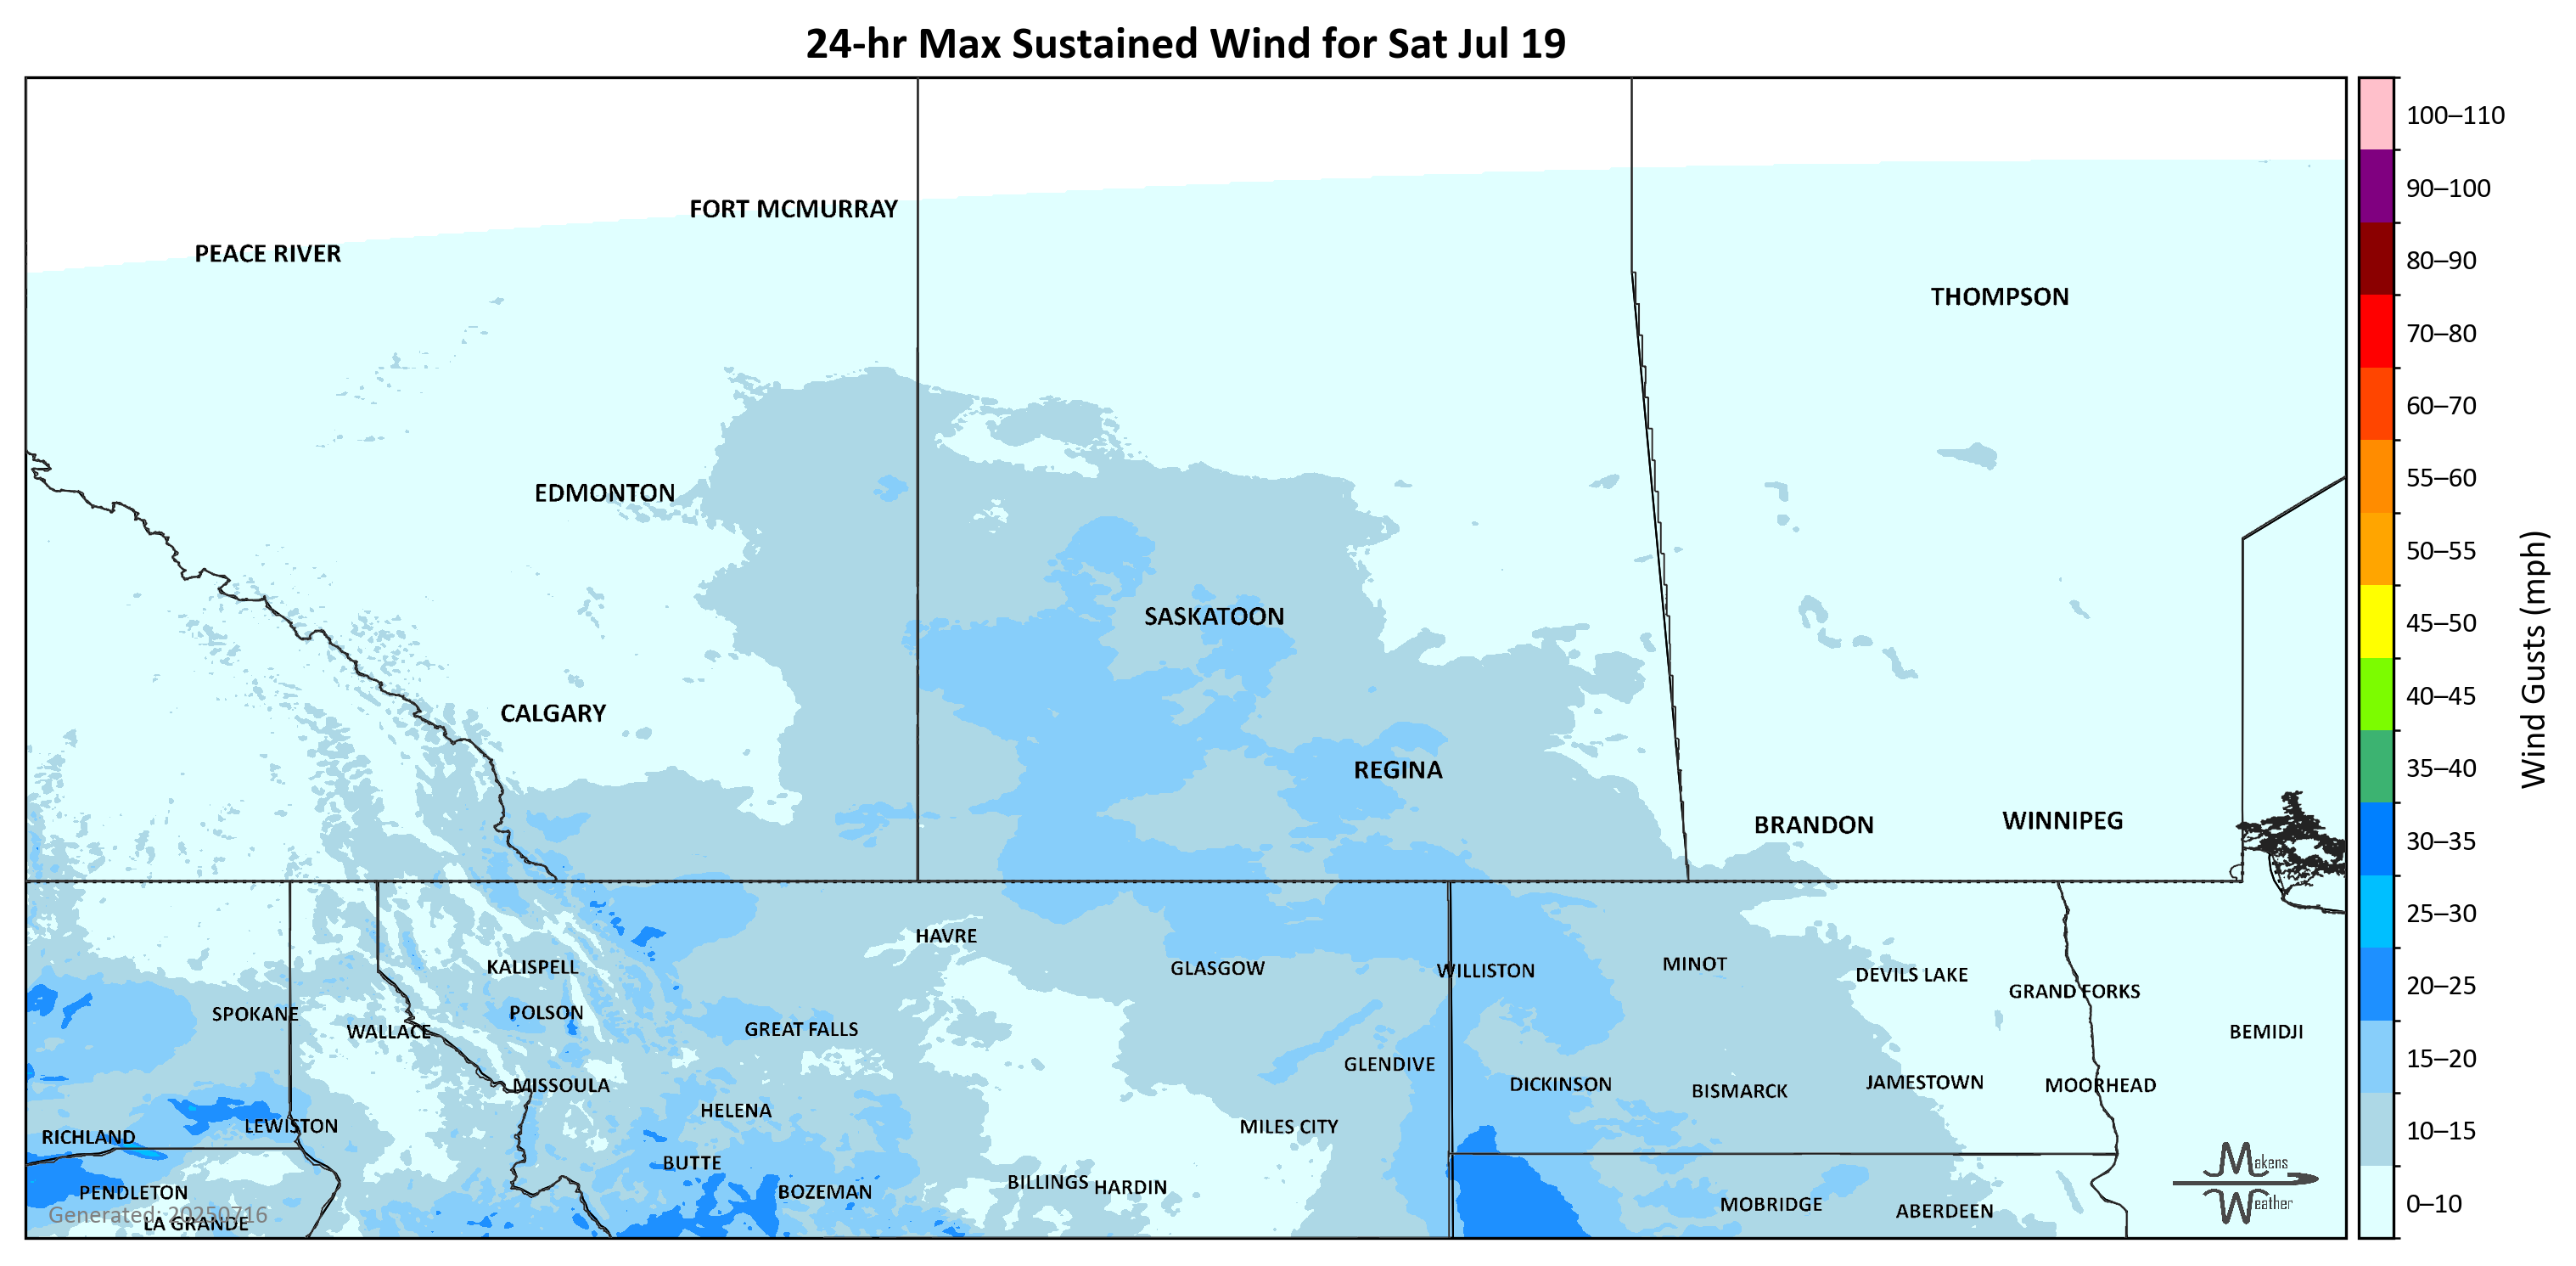 24-hr Max Sustained Wind for Sat Jul 19
FORT MCMURRAY
PEACE RIVER
THOMPSON
EDMONTON
SASKATOON
CALGARY
REGINA
BRANDON
WINNIPEG
HAVRE
KALISPELL
GLASGOW
WILLISTON
MINOT
DEVILS LAKE
GRAND FORKS
SPOKANE
POLSON
WALLACE
GREAT FALLS
BEMIDJI
GLENDIVE
MISSOULA
DICKINSON
BISMARCK
JAMESTOWN
MOORHEAD
HELENA
LEWISTON
MILES CITY
RICHLAND
BUTTE
BOZEMAN
BILLINGS
HARDIN
PENDLETON
MOBRIDGE
ABERDEEN
Generated: 20250716
LA GRANDE
Makens
Weather
100–110
90–100
80–90
70–80
60–70
55–60
50–55
45–50
40–45
35–40
30–35
25–30
20–25
15–20
10–15
0–10
Wind Gusts (mph)